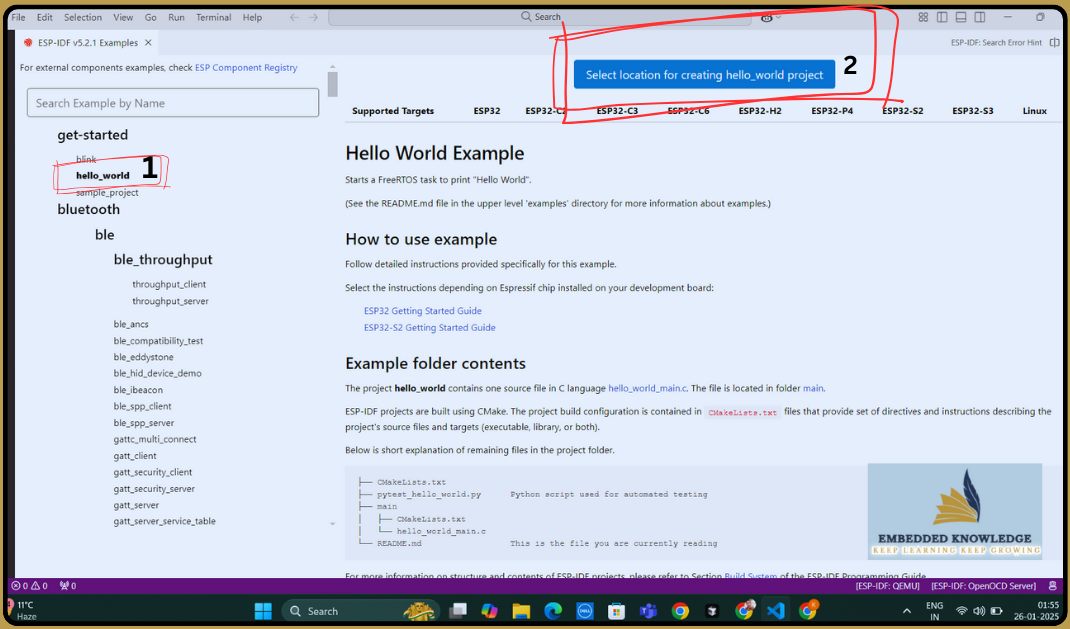 File Edit Selection View Go Run Terminal Help
Search
ESP-IDF v5.2.1 Examples
ESP-IDF: Search Error Hint
For external components examples, check ESP Component Registry
Search Example by Name
get-started
blink
hello_world
1
sample_project
bluetooth
ble
ble_throughput
throughput_client
throughput_server
ble_ancs
ble_compatibility_test
ble_eddystone
ble_hid_device_demo
ble_ibeacon
ble_spp_client
ble_spp_server
gattc_multi_connect
gatt_client
gatt_security_client
gatt_security_server
gatt_server
gatt_server_service_table
Select location for creating hello_world project
2
Supported Targets ESP32 ESP32-C2 ESP32-C3 ESP32-C6 ESP32-H2 ESP32-P4 ESP32-S2 ESP32-S3 Linux
Hello World Example
Starts a FreeRTOS task to print "Hello World".
(See the README.md file in the upper level 'examples' directory for more information about examples.)
How to use example
Follow detailed instructions provided specifically for this example.
Select the instructions depending on Espressif chip installed on your development board:
ESP32 Getting Started Guide
ESP32-S2 Getting Started Guide
Example folder contents
The project hello_world contains one source file in C language hello_world_main.c. The file is located in folder main.
ESP-IDF projects are built using CMake. The project build configuration is contained in CMakeLists.txt files that provide set of directives and instructions describing the
project's source files and targets (executable, library, or both).
Below is short explanation of remaining files in the project folder.
├── CMakeLists.txt
├── pytest_hello_world.py Python script used for automated testing
├── main
│ ├── CMakeLists.txt
│ └── hello_world_main.c
└── README.md This is the file you are currently reading
For more information on structure and contents of ESP-IDF projects, please refer to Section Build System of the ESP-IDF Programming Guide.
EMBEDDED KNOWLEDGE
KEEP LEARNING KEEP GROWING
0 0 0
[ESP-IDF: QEMU] [ESP-IDF: OpenOCD Server]
11°C
Haze
Search
DELL
ENG
IN
01:55
26-01-2025